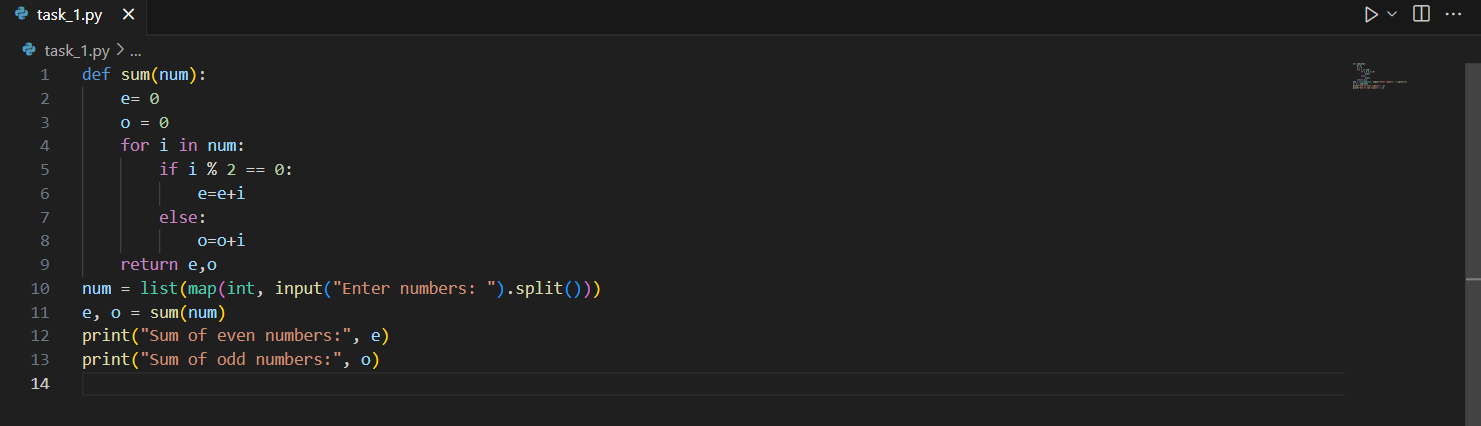 task_1.py
task_1.py > ...
1 def sum(num):
2     e= 0
3     o = 0
4     for i in num:
5         if i % 2 == 0:
6             e=e+i
7         else:
8             o=o+i
9     return e,o
10 num = list(map(int, input("Enter numbers: ").split()))
11 e, o = sum(num)
12 print("Sum of even numbers:", e)
13 print("Sum of odd numbers:", o)
14